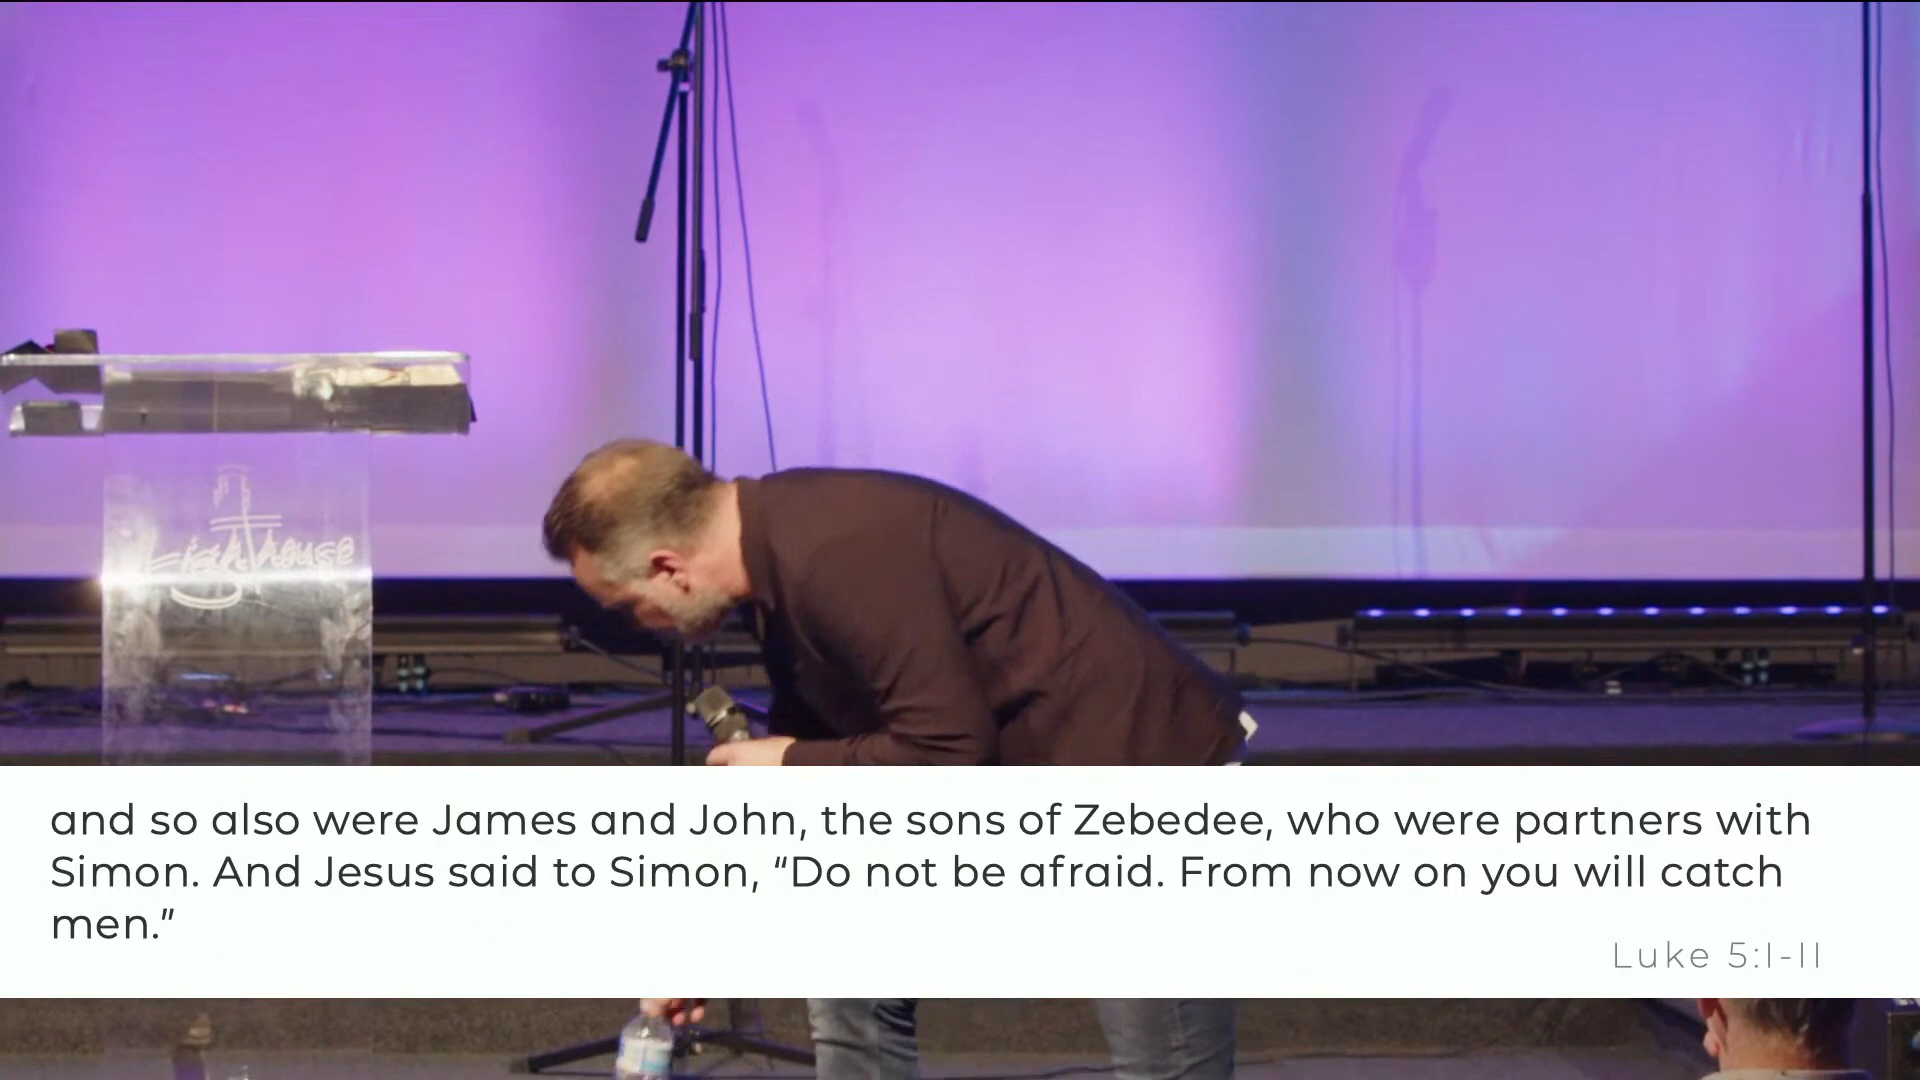 Lighthouse
and so also were James and John, the sons of Zebedee, who were partners with
Simon. And Jesus said to Simon, “Do not be afraid. From now on you will catch
men.”
Luke 5:1-11